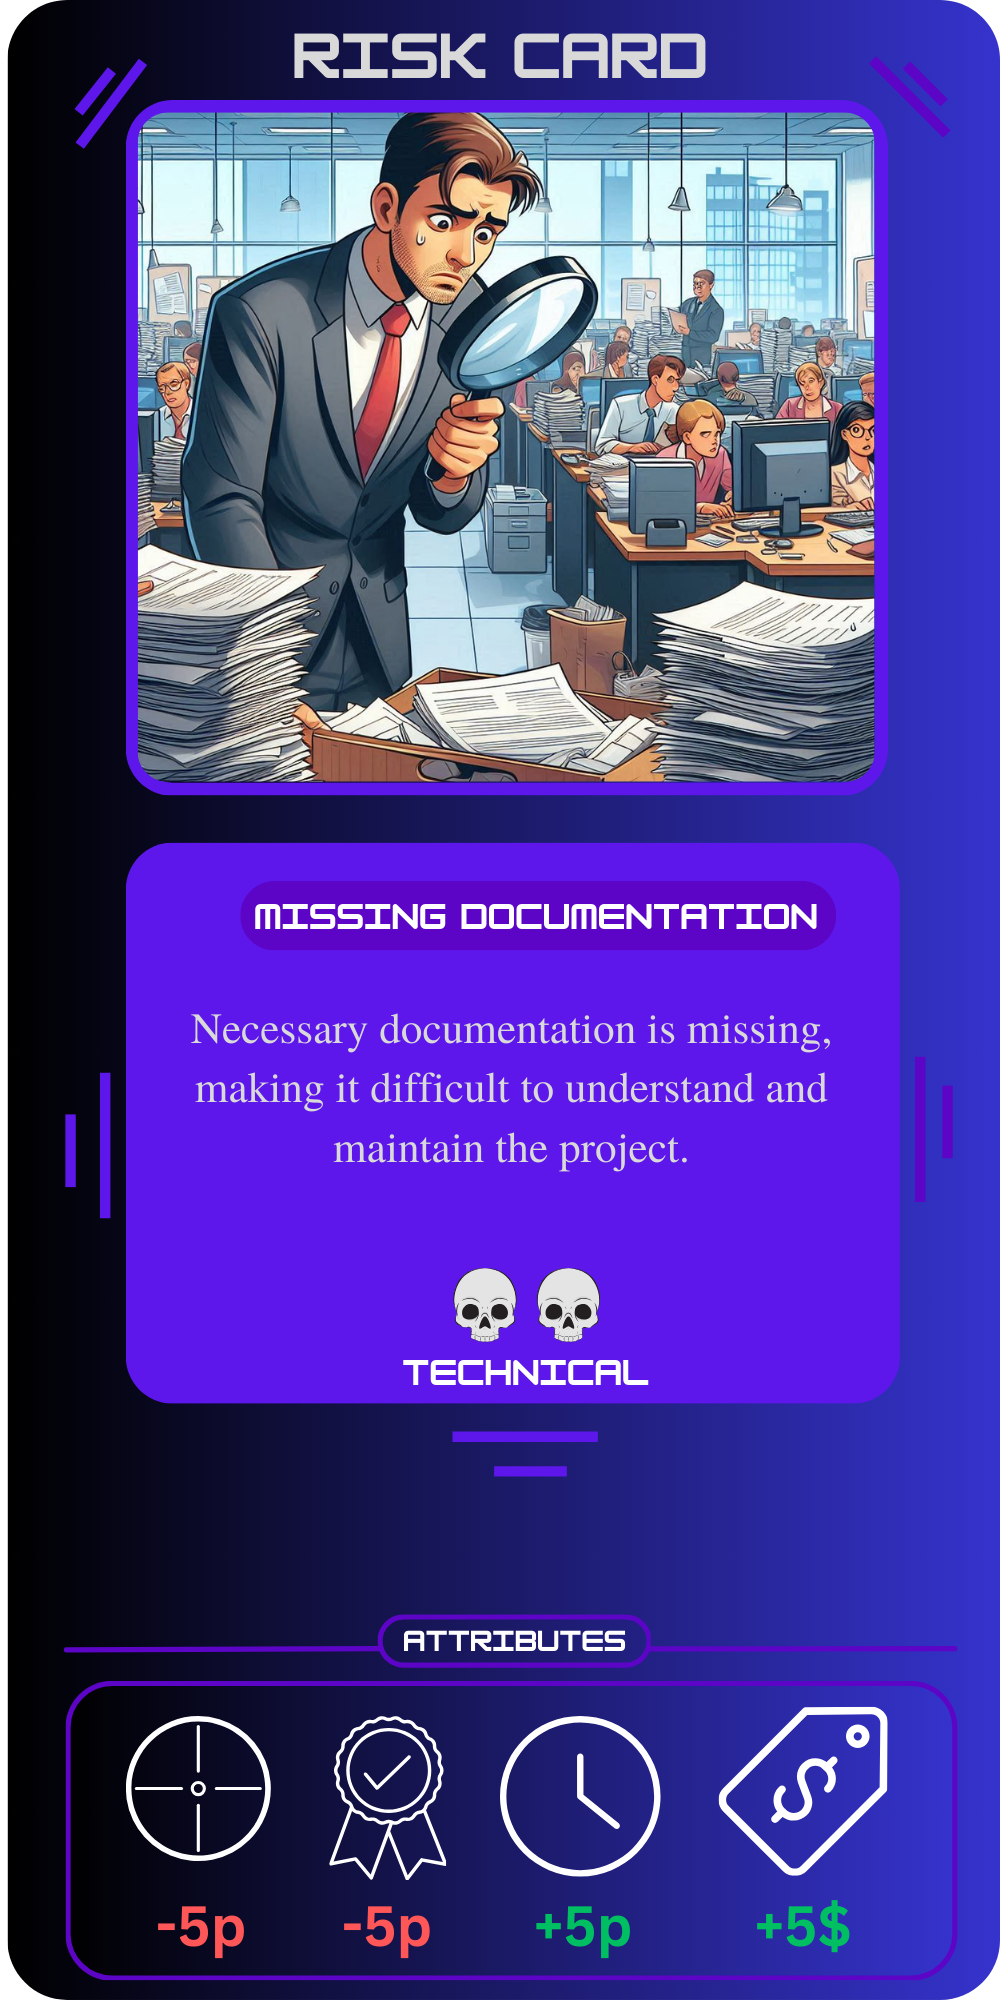 RISK CARD
MISSING DOCUMENTATION
Necessary documentation is missing,
making it difficult to understand and
maintain the project.
TECHNICAL
ATTRIBUTES
$
-5p -5p +5p +5$